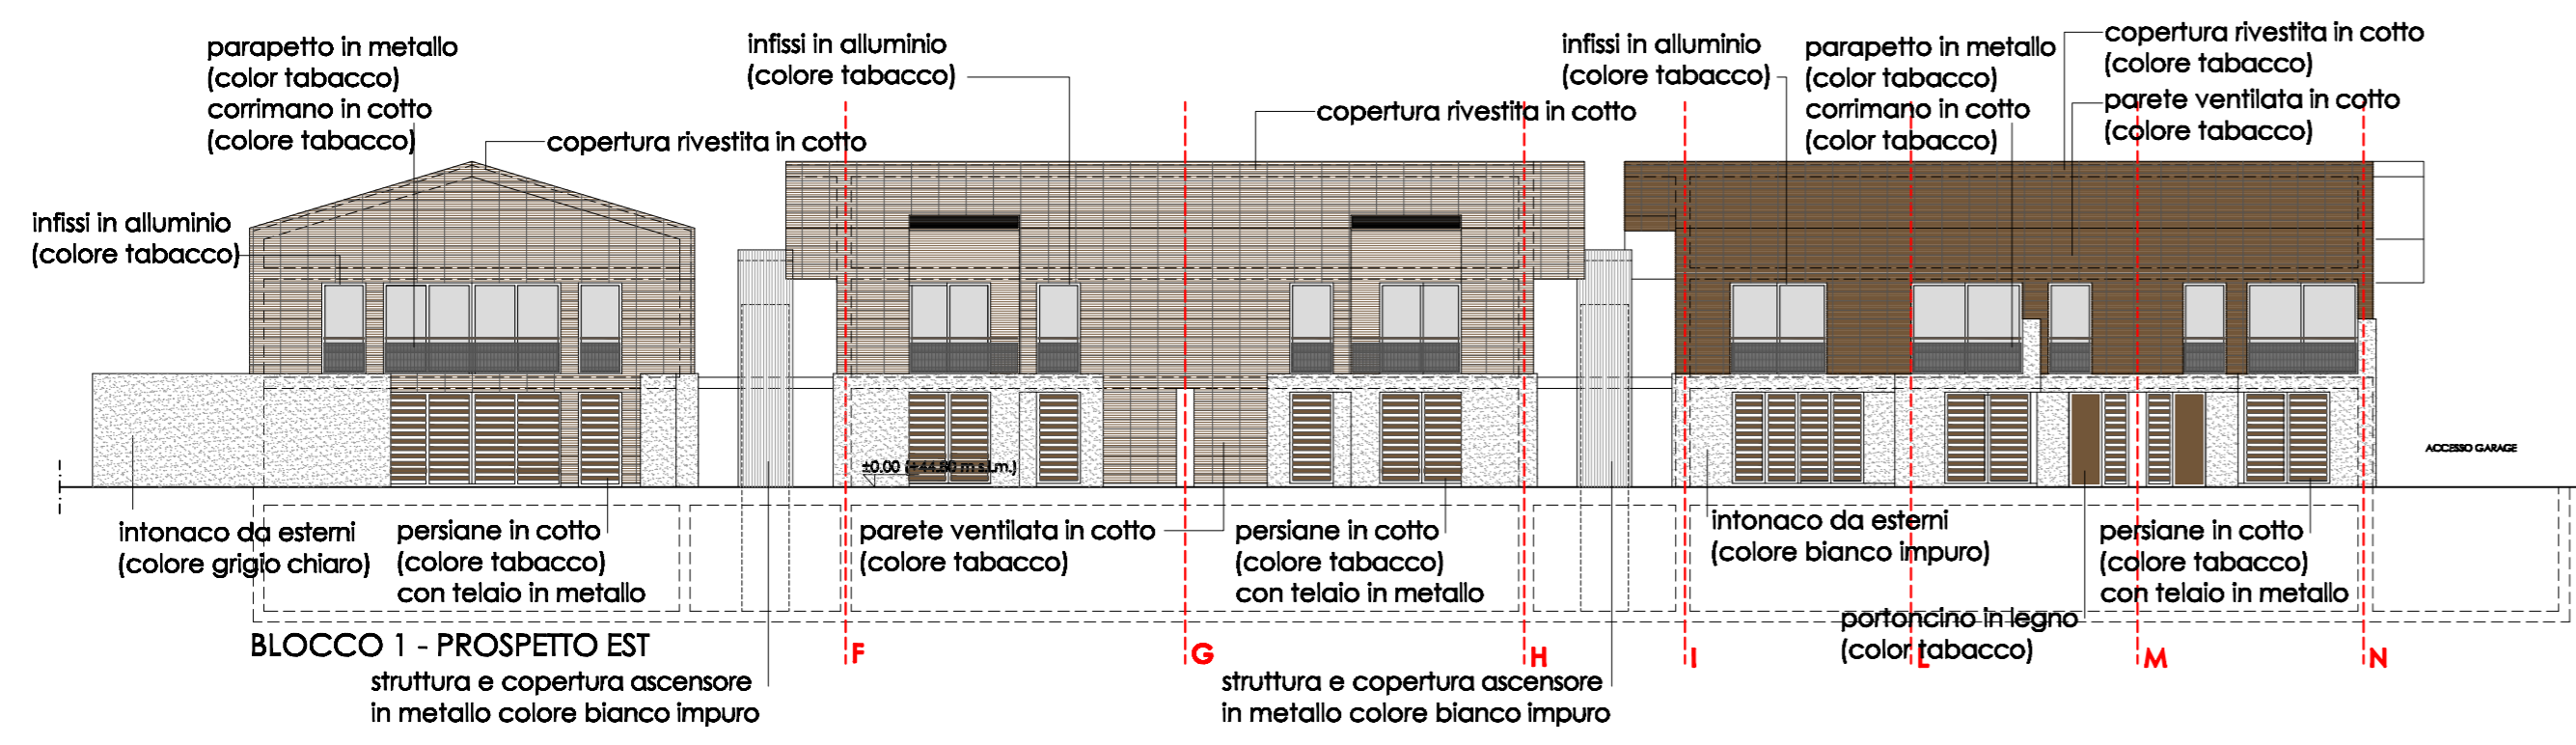 parapetto in metallo
(color tabacco)
corrimano in cotto
(colore tabacco)
copertura rivestita in cotto
infissi in alluminio
(colore tabacco)
infissi in alluminio
(colore tabacco)
copertura rivestita in cotto
infissi in alluminio
(colore tabacco)
parapetto in metallo
(color tabacco)
corrimano in cotto
(color tabacco)
copertura rivestita in cotto
(colore tabacco)
parete ventilata in cotto
(colore tabacco)
±0.00 (+44.80 m s.l.m.)
ACCESSO GARAGE
intonaco da esterni
(colore grigio chiaro)
persiane in cotto
(colore tabacco)
con telaio in metallo
parete ventilata in cotto
(colore tabacco)
persiane in cotto
(colore tabacco)
con telaio in metallo
intonaco da esterni
(colore bianco impuro)
persiane in cotto
(colore tabacco)
con telaio in metallo
portoncino in legno
(color tabacco)
BLOCCO 1 - PROSPETTO EST
F
G
H
I
L
M
N
struttura e copertura ascensore
in metallo colore bianco impuro
struttura e copertura ascensore
in metallo colore bianco impuro